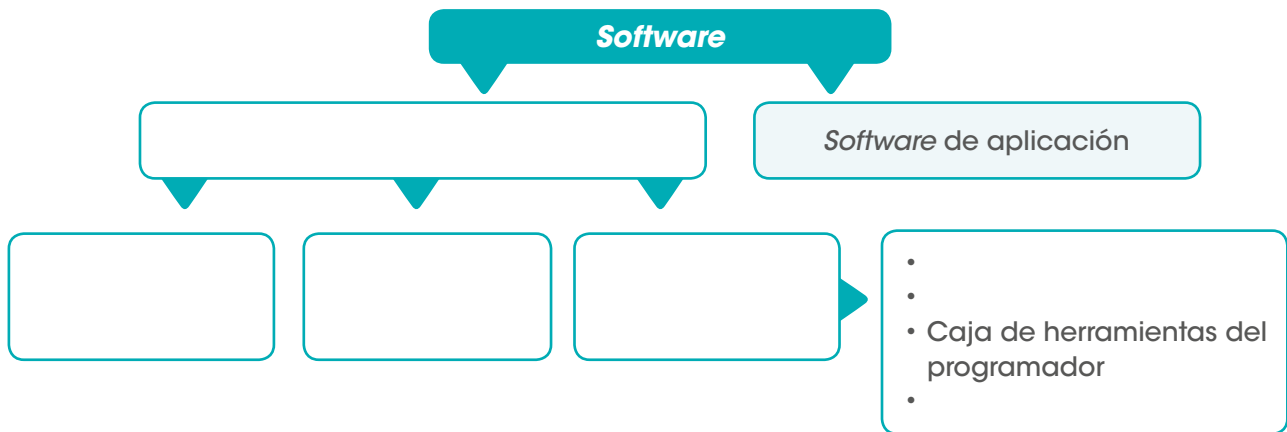 Software
Software de aplicación
•
•
• Caja de herramientas del
programador
•